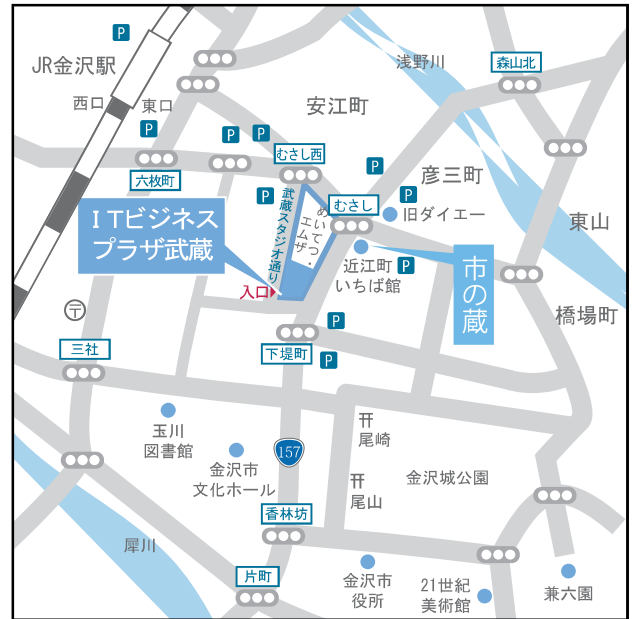 P
JR金沢駅
西口
東口
P
浅野川
森山北
安江町
P
P
むさし西
六枚町
P
彦三町
P
むさし
旧ダイエー
P
東山
ITビジネス
プラザ武蔵
武蔵スタジオ通り
めいてつ・
エムザ
近江町
いちば館
P
市の蔵
入口
橋場町
〒
P
下堤町
P
三社
玉川
図書館
157
尾崎
金沢市
文化ホール
金沢城公園
尾山
香林坊
犀川
片町
金沢市
役所
21世紀
美術館
兼六園